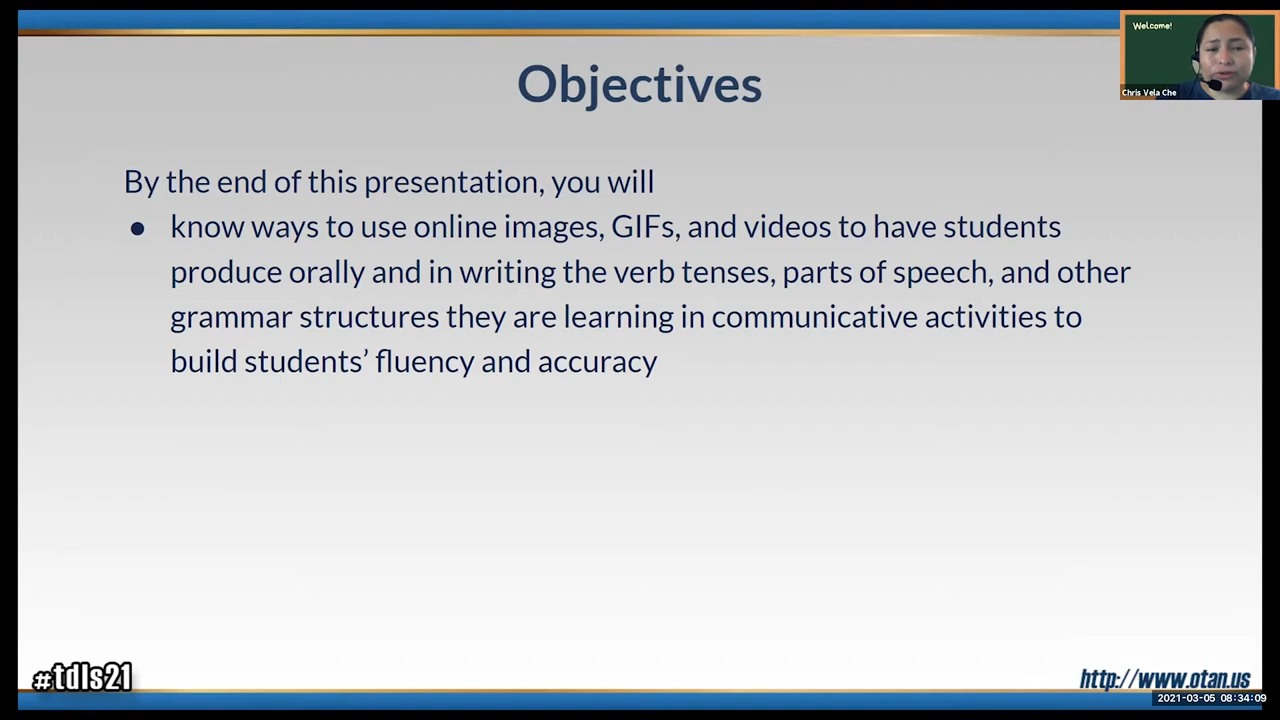 Welcome!
Chris Vela Che
Objectives
By the end of this presentation, you will
● know ways to use online images, GIFs, and videos to have students
produce orally and in writing the verb tenses, parts of speech, and other
grammar structures they are learning in communicative activities to
build students’ fluency and accuracy
#tdls21
http://www.otan.us
2021-03-05 08:34:09